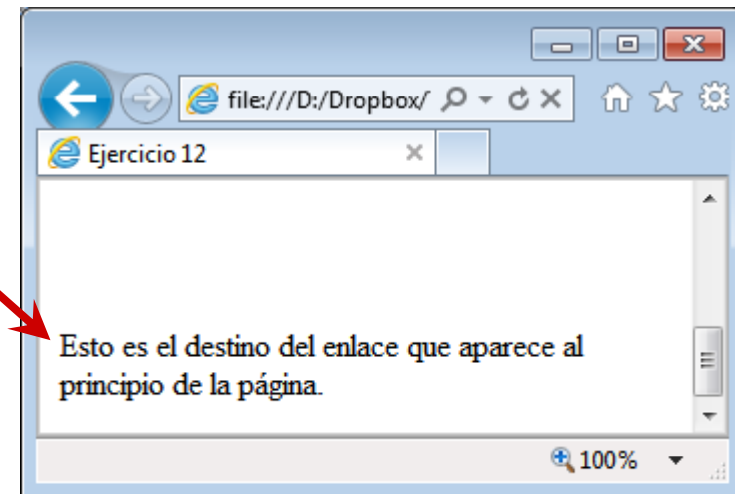 file:///D:/Dropbox/
Ejercicio 12
Esto es el destino del enlace que aparece al
principio de la página.
100%